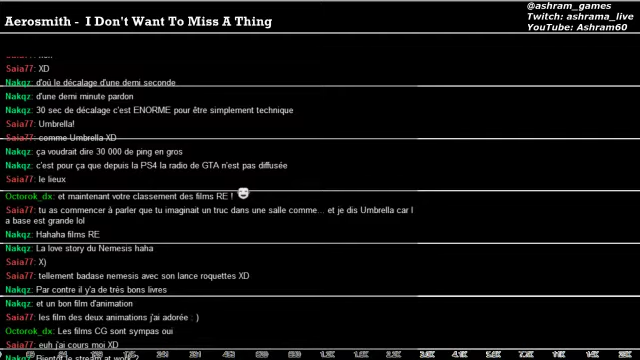 Aerosmith - I Don't Want To Miss A Thing
@ashram_games
Twitch: ashrama_live
YouTube: Ashram60
Saia77:
Saia77: XD
Nakqz: d'où le décalage d'une demi seconde
Nakqz: d'une demi minute pardon
Nakqz: 30 sec de décalage c'est ENORME pour être simplement technique
Saia77: Umbrella!
Saia77: comme Umbrella XD
Nakqz: ça voudrait dire 30 000 de ping en gros
Nakqz: c'est pour ça que depuis la PS4 la radio de GTA n'est pas diffusée
Saia77: le lieux
Octorok_dx: et maintenant votre classement des films RE !
Saia77: tu as commencer à parler que tu imaginait un truc dans une salle comme... et je dis Umbrella car l
a base est grande lol
Nakqz: Hahaha films RE
Nakqz: La love story du Nemesis haha
Saia77: X)
Saia77: tellement badase nemesis avec son lance roquettes XD
Nakqz: Par contre il y'a de très bons livres
Nakqz: et un bon film d'animation
Saia77: les film des deux animations j'ai adorée : )
Octorok_dx: Les films CG sont sympas oui
Saia77: euh j'ai cours moi XD
Nakqz: Bientôt le stream at work ?